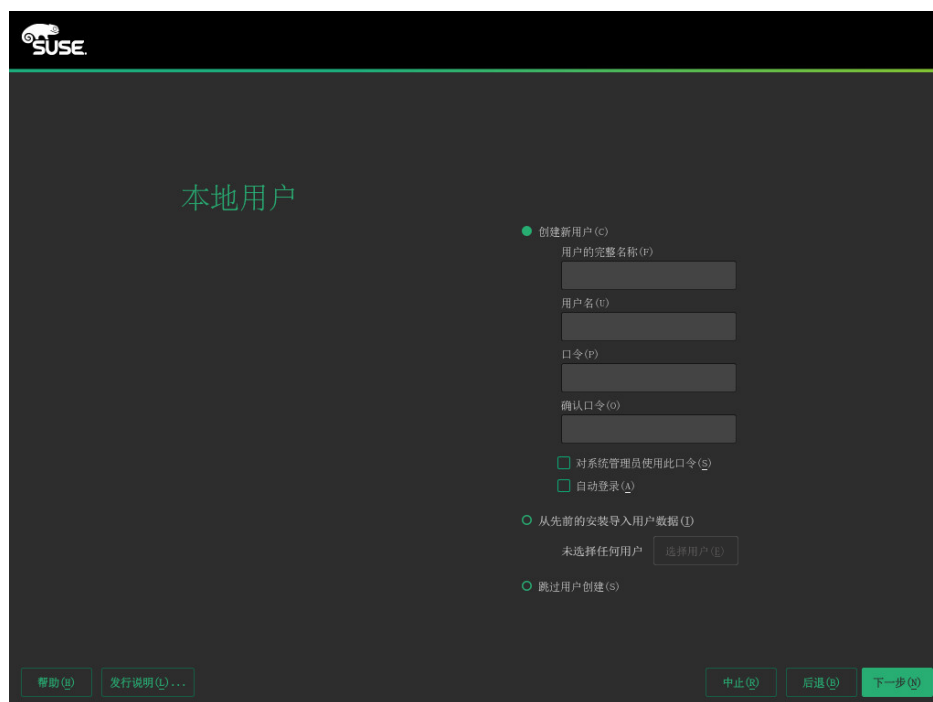 SUSE.
本地用户
创建新用户(C)
用户的完整名称(F)
用户名(U)
口令(P)
确认口令(O)
对系统管理员使用此口令(S)
自动登录(A)
从先前的安装导入用户数据(I)
未选择任何用户 选择用户(E)
跳过用户创建(S)
帮助(H) 发行说明(L)... 中止(R) 后退(B) 下一步(N)